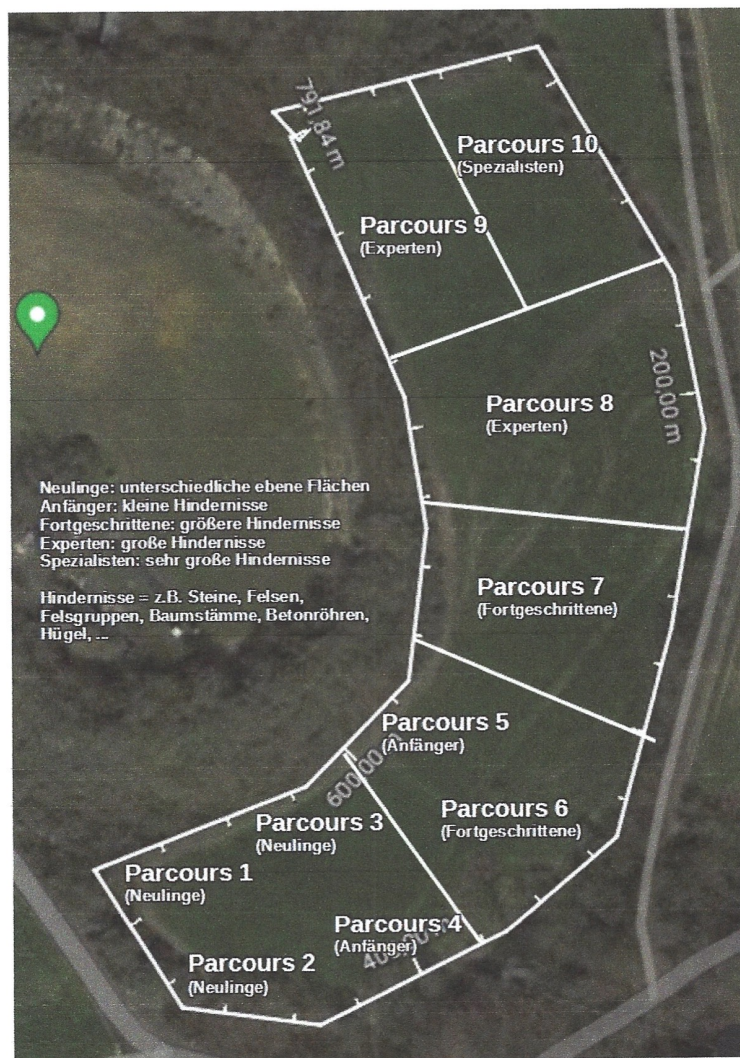 791,84 m
Parcours 10
(Spezialisten)
Parcours 9
(Experten)
200,00 m
Parcours 8
(Experten)
Neulinge: unterschiedliche ebene Flächen
Anfänger: kleine Hindernisse
Fortgeschrittene: größere Hindernisse
Experten: große Hindernisse
Spezialisten: sehr große Hindernisse
Hindernisse = z.B. Steine, Felsen,
Felsgruppen, Baumstämme, Betonröhren,
Hügel, ...
Parcours 7
(Fortgeschrittene)
Parcours 5
(Anfänger)
600,00 m
Parcours 6
(Fortgeschrittene)
Parcours 3
(Neulinge)
Parcours 1
(Neulinge)
Parcours 4
(Anfänger)
400,00 m
Parcours 2
(Neulinge)